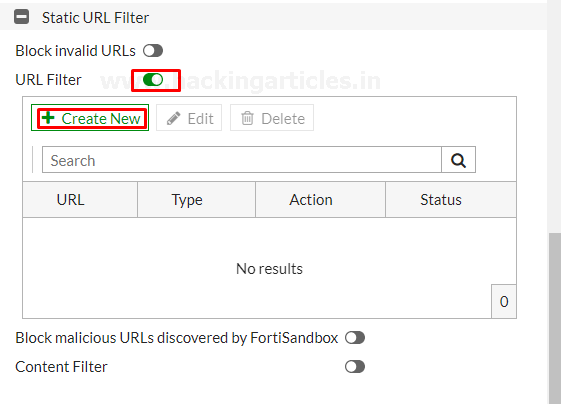 Static URL Filter
Block invalid URLs
www.hackingarticles.in
URL Filter
Create New Edit Delete
Search
URL Type Action Status
No results
0
Block malicious URLs discovered by FortiSandbox
Content Filter